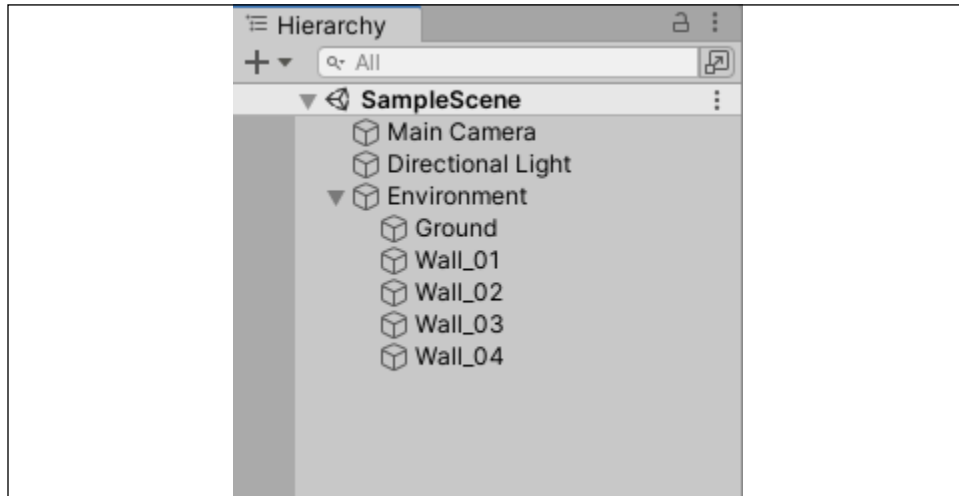 Hierarchy
All
SampleScene
Main Camera
Directional Light
Environment
Ground
Wall_01
Wall_02
Wall_03
Wall_04